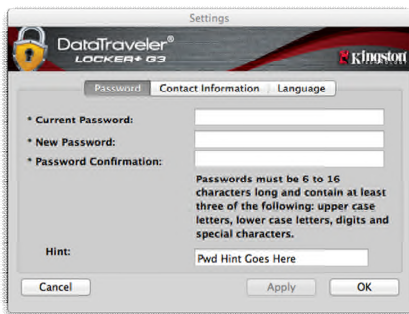 Settings
DataTraveler®
LOCKER+ G3
Kingston
Password Contact Information Language
* Current Password:
* New Password:
* Password Confirmation:
Passwords must be 6 to 16
characters long and contain at least
three of the following: upper case
letters, lower case letters, digits and
special characters.
Hint: Pwd Hint Goes Here
Cancel Apply OK